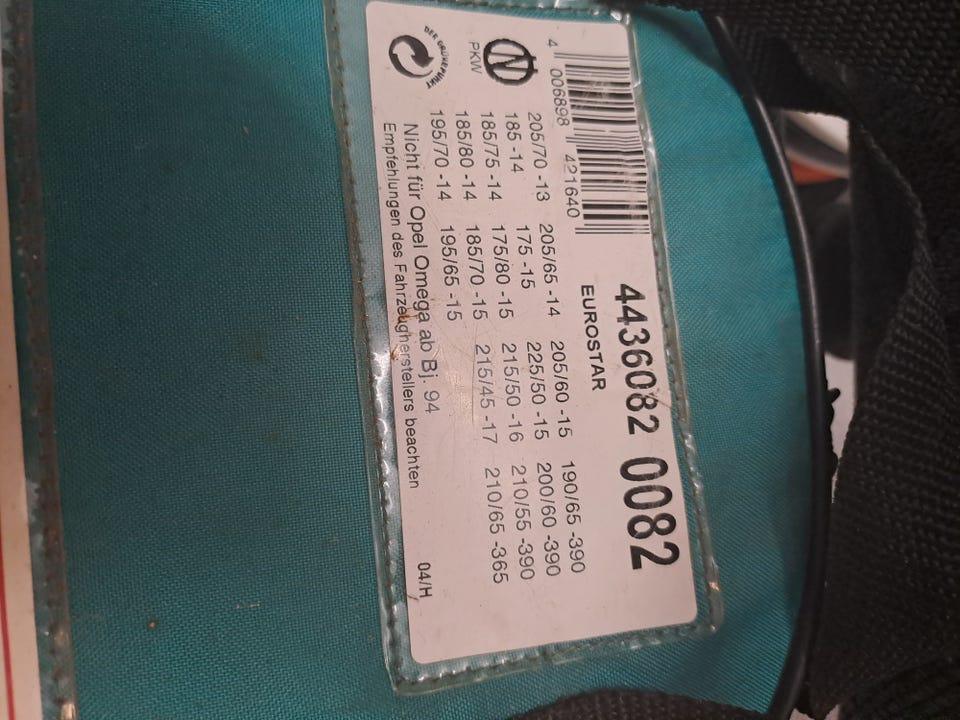 4436082 0082
EUROSTAR
4 006898 421640
PKW
DER GRÜNE PUNKT
205/70 -13 205/65 -14 205/60 -15 190/65 -390
185 -14 175 -15 225/50 -15 200/60 -390
185/75 -14 175/80 -15 215/50 -16 210/55 -390
185/80 -14 185/70 -15 215/45 -17 210/65 -365
195/70 -14 195/65 -15
Nicht für Opel Omega ab Bj. 94
Empfehlungen des Fahrzeugherstellers beachten
04/H